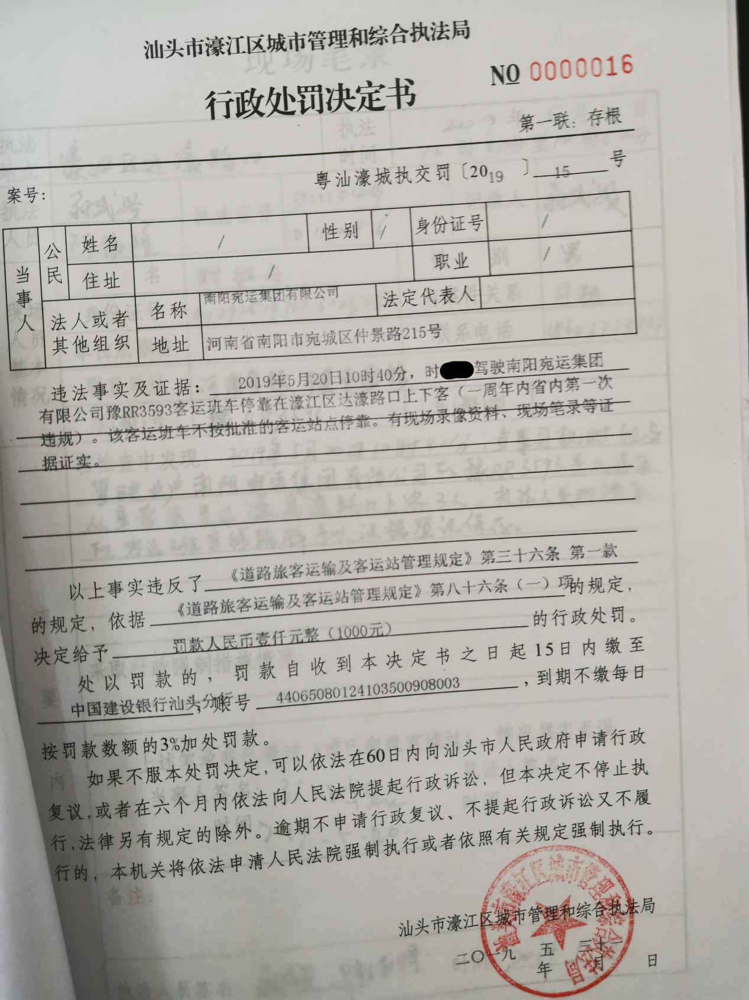 汕头市濠江区城市管理和综合执法局
行政处罚决定书
NO 0000016
第一联：存根
案号：
粤汕濠城执交罚〔2019〕15号
当事人
公民
姓名 / 性别 / 身份证号 /
住址 / 职业 /
法人或者其他组织
名称 南阳宛运集团有限公司 法定代表人
地址 河南省南阳市宛城区仲景路215号
违法事实及证据：2019年5月20日10时40分，时 驾驶南阳宛运集团
有限公司豫RR3593客运班车停靠在濠江区达濠路口上下客（一周年内省内第一次
违规）。该客运班车不按批准的客运站点停靠。有现场录像资料、现场笔录等证
据证实。
以上事实违反了《道路旅客运输及客运站管理规定》第三十六条 第一款
的规定，依据《道路旅客运输及客运站管理规定》第八十六条（一）项的规定，
决定给予罚款人民币壹仟元整（1000元）的行政处罚。
处以罚款的，罚款自收到本决定书之日起15日内缴至
中国建设银行汕头分行，账号44065080124103500908003，到期不缴每日
按罚款数额的3%加处罚款。
如果不服本处罚决定，可以依法在60日内向汕头市人民政府申请行政
复议，或者在六个月内依法向人民法院提起行政诉讼，但本决定不停止执
行，法律另有规定的除外。逾期不申请行政复议、不提起行政诉讼又不履
行的，本机关将依法申请人民法院强制执行或者依照有关规定强制执行。
汕头市濠江区城市管理和综合执法局
二〇一九年五月三十一日